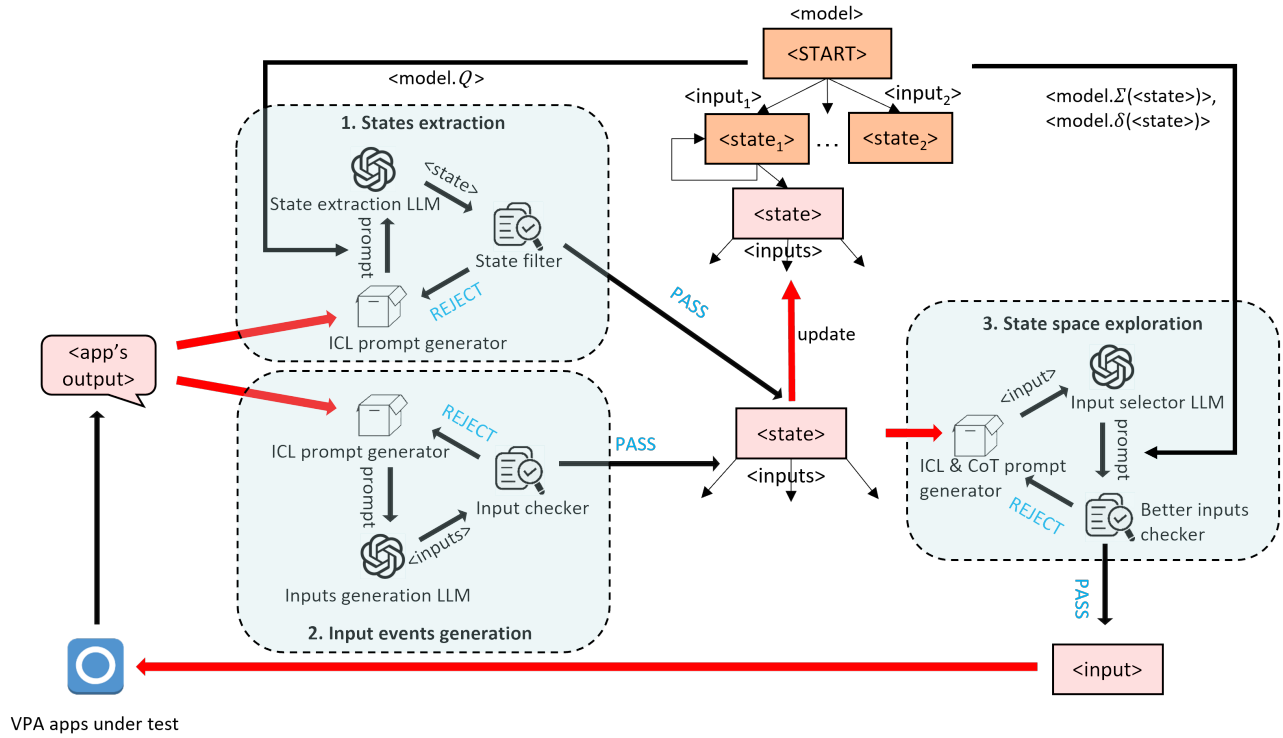 <model>
<START>
<model.Q>
<input₁>
<input₂>
<model.Σ(<state>)>,
<model.δ(<state>)>
1. States extraction
<state₁>
...
<state₂>
<state>
State extraction LLM
prompt
<state>
<inputs>
State filter
REJECT
PASS
ICL prompt generator
update
3. State space exploration
<app's
output>
<input>
Input selector LLM
prompt
ICL prompt generator
REJECT
PASS
<state>
<inputs>
ICL & CoT prompt
generator
REJECT
prompt
Input checker
Better inputs
checker
<inputs>
Inputs generation LLM
PASS
2. Input events generation
<input>
VPA apps under test